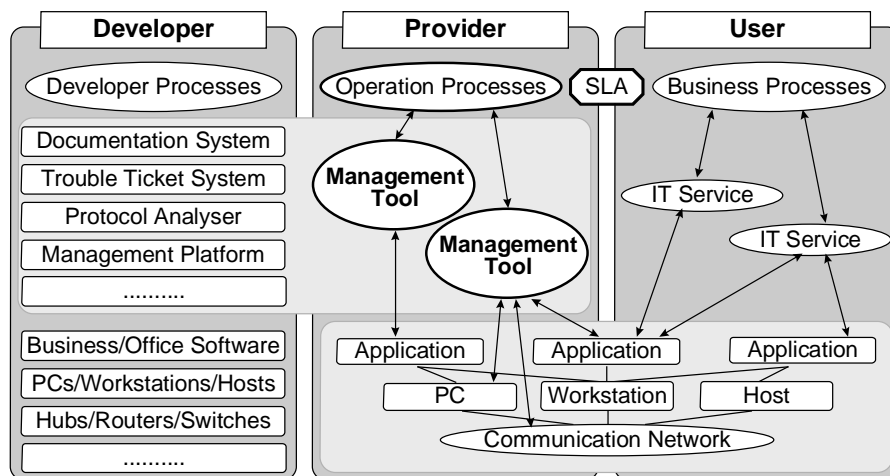 Developer
Provider
User
Developer Processes
Operation Processes
SLA
Business Processes
Documentation System
Trouble Ticket System
Protocol Analyser
Management Platform
..........
Management
Tool
Management
Tool
IT Service
IT Service
Business/Office Software
PCs/Workstations/Hosts
Hubs/Routers/Switches
..........
Application
Application
Application
PC
Workstation
Host
Communication Network